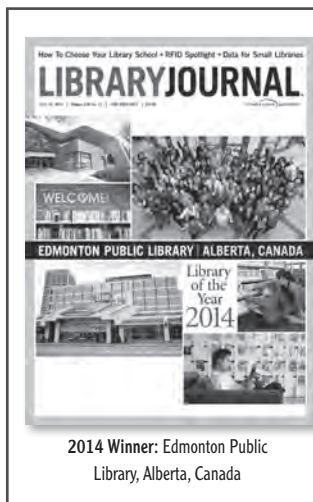 How To Choose Your Library School • RFID Spotlight • Data for Small Libraries
LIBRARYJOURNAL
WELCOME!
EDMONTON PUBLIC LIBRARY | ALBERTA, CANADA
Library
of the
Year
2014
2014 Winner: Edmonton Public
Library, Alberta, Canada